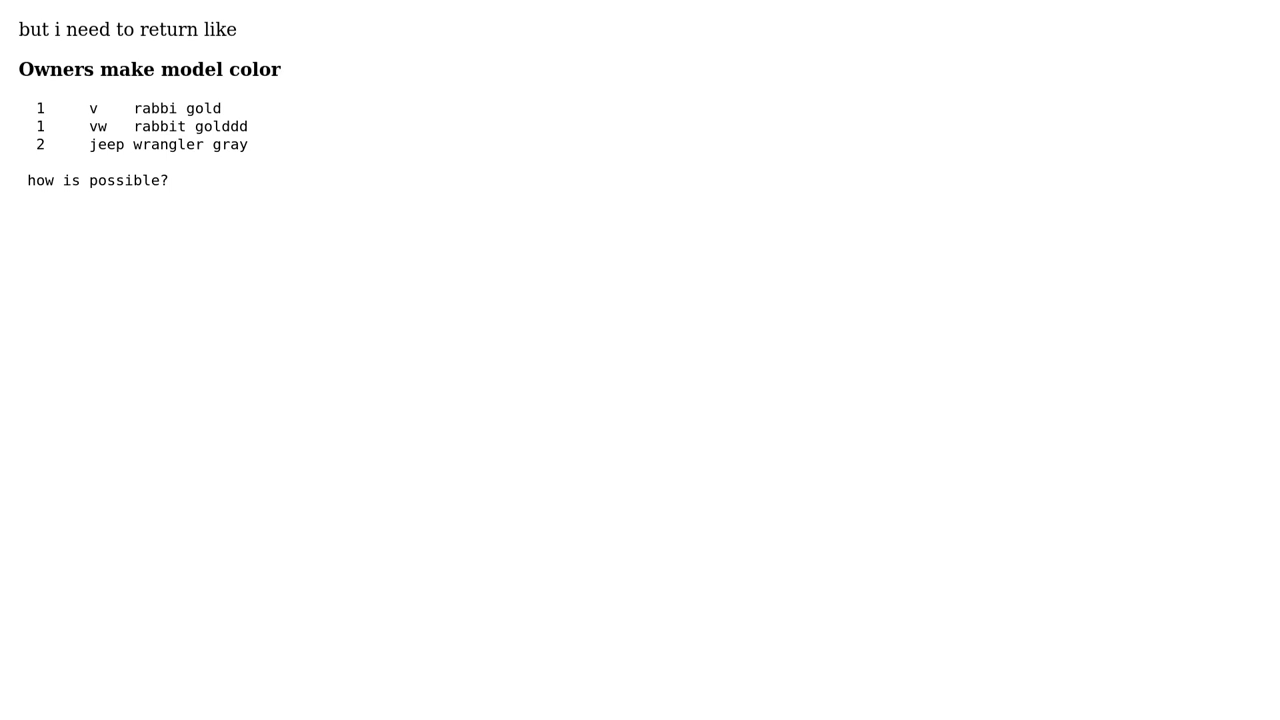 but i need to return like
Owners make model color
1     v    rabbi gold
1     vw   rabbit golddd
2     jeep wrangler gray
how is possible?